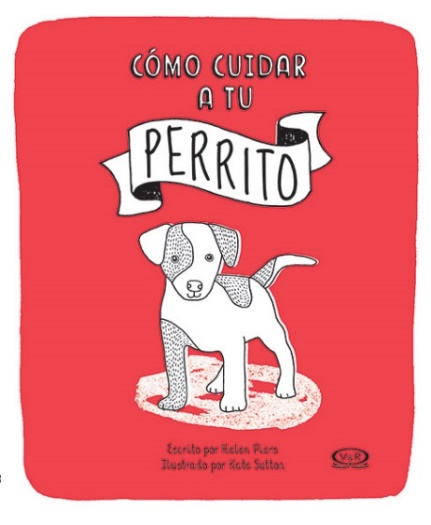 CÓMO CUIDAR
A TU
PERRITO
Escrito por Helen Piers
Ilustrado por Kate Sutton
V&R